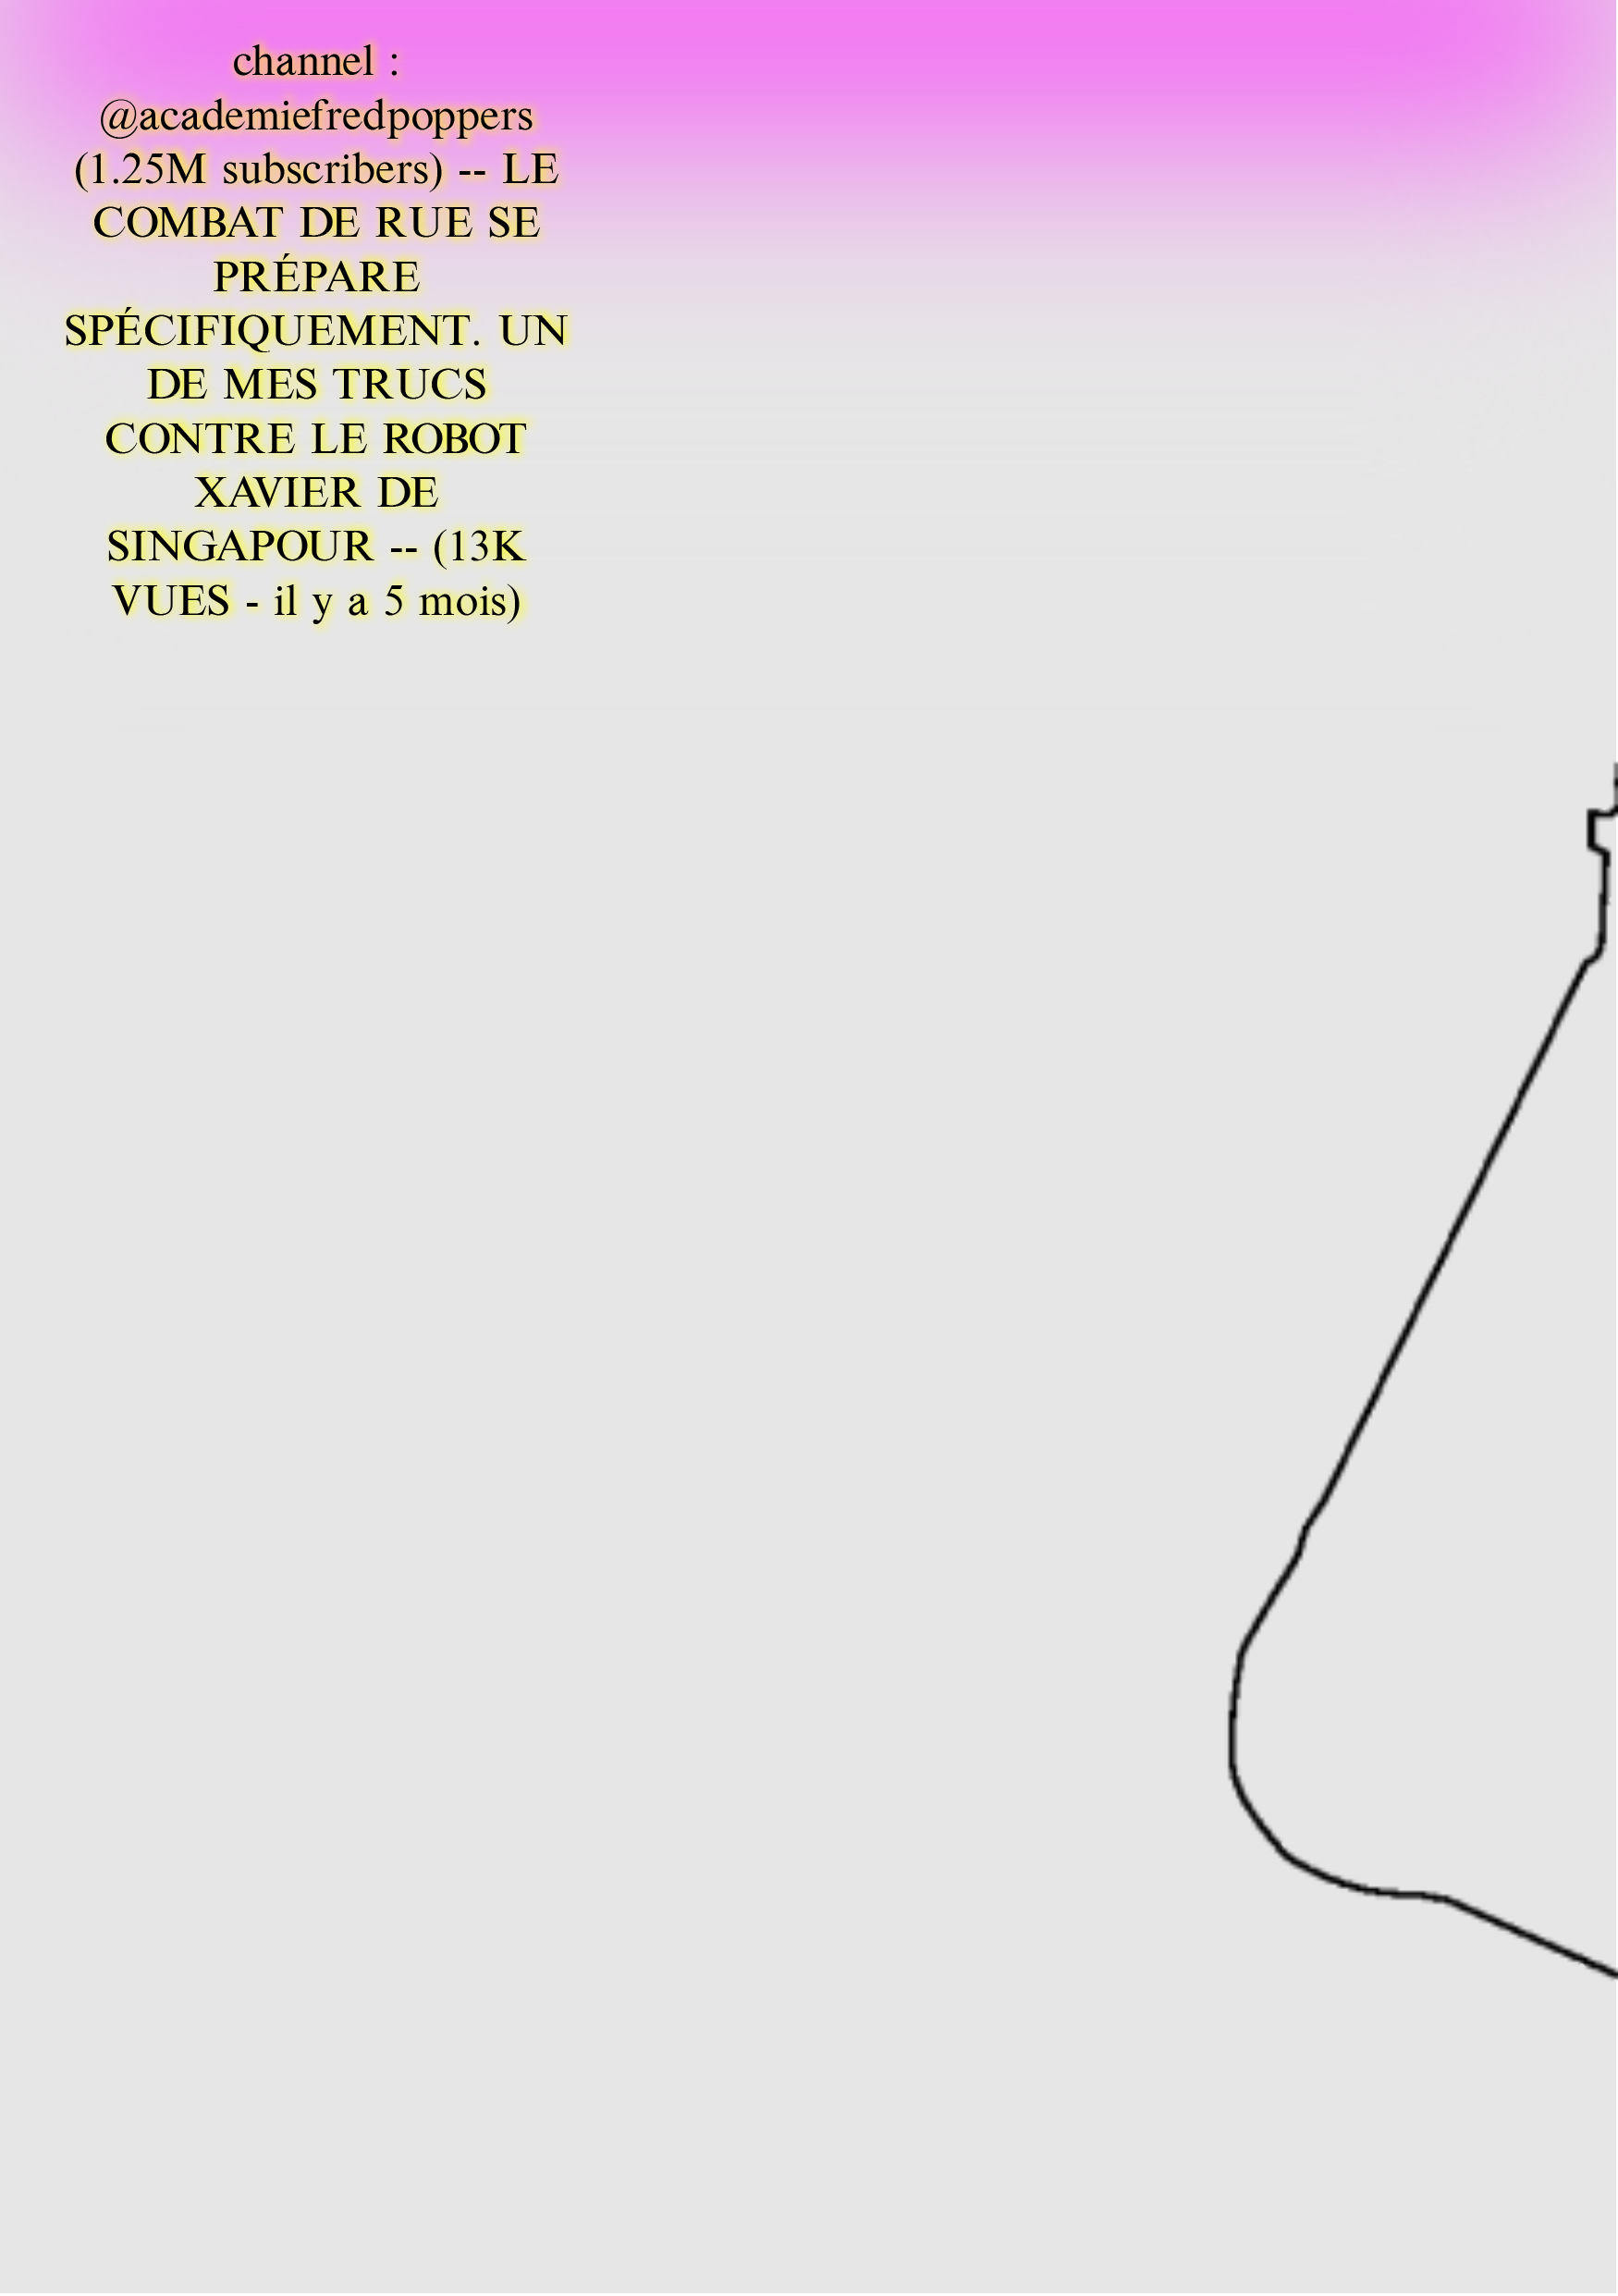 channel :
@academiefredpoppers
(1.25M subscribers) -- LE
COMBAT DE RUE SE
PRÉPARE
SPÉCIFIQUEMENT. UN
DE MES TRUCS
CONTRE LE ROBOT
XAVIER DE
SINGAPOUR -- (13K
VUES - il y a 5 mois)